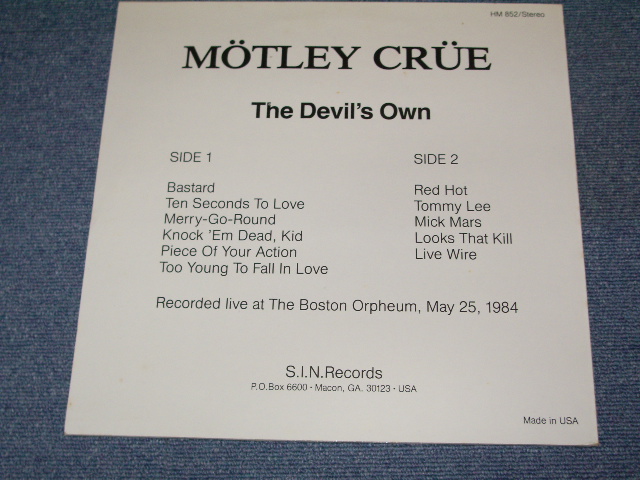 HM 852/Stereo
MÖTLEY CRÜE
The Devil's Own
SIDE 1
Bastard
Ten Seconds To Love
Merry-Go-Round
Knock 'Em Dead, Kid
Piece Of Your Action
Too Young To Fall In Love
SIDE 2
Red Hot
Tommy Lee
Mick Mars
Looks That Kill
Live Wire
Recorded live at The Boston Orpheum, May 25, 1984
S.I.N.Records
P.O.Box 6600 · Macon, GA. 30123 · USA
Made in USA